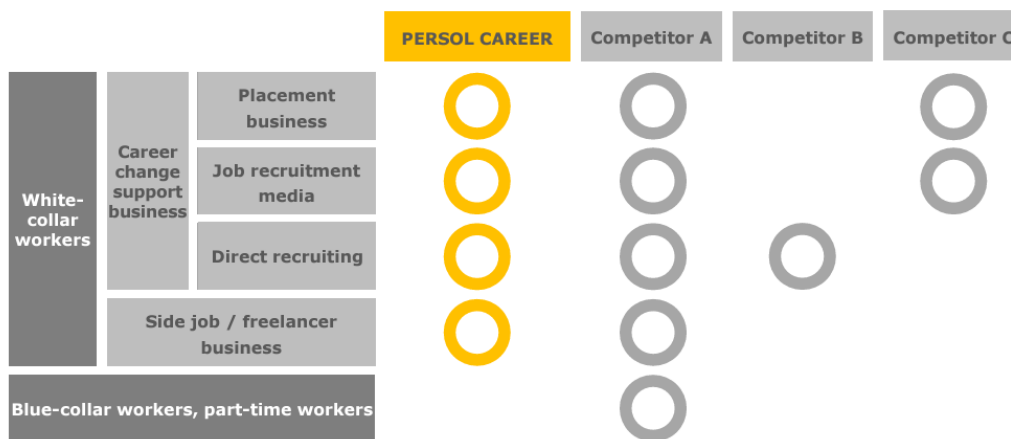 PERSOL CAREER
Competitor A
Competitor B
Competitor C
White-
collar
workers
Career
change
support
business
Placement
business
Job recruitment
media
Direct recruiting
Side job / freelancer
business
Blue-collar workers, part-time workers